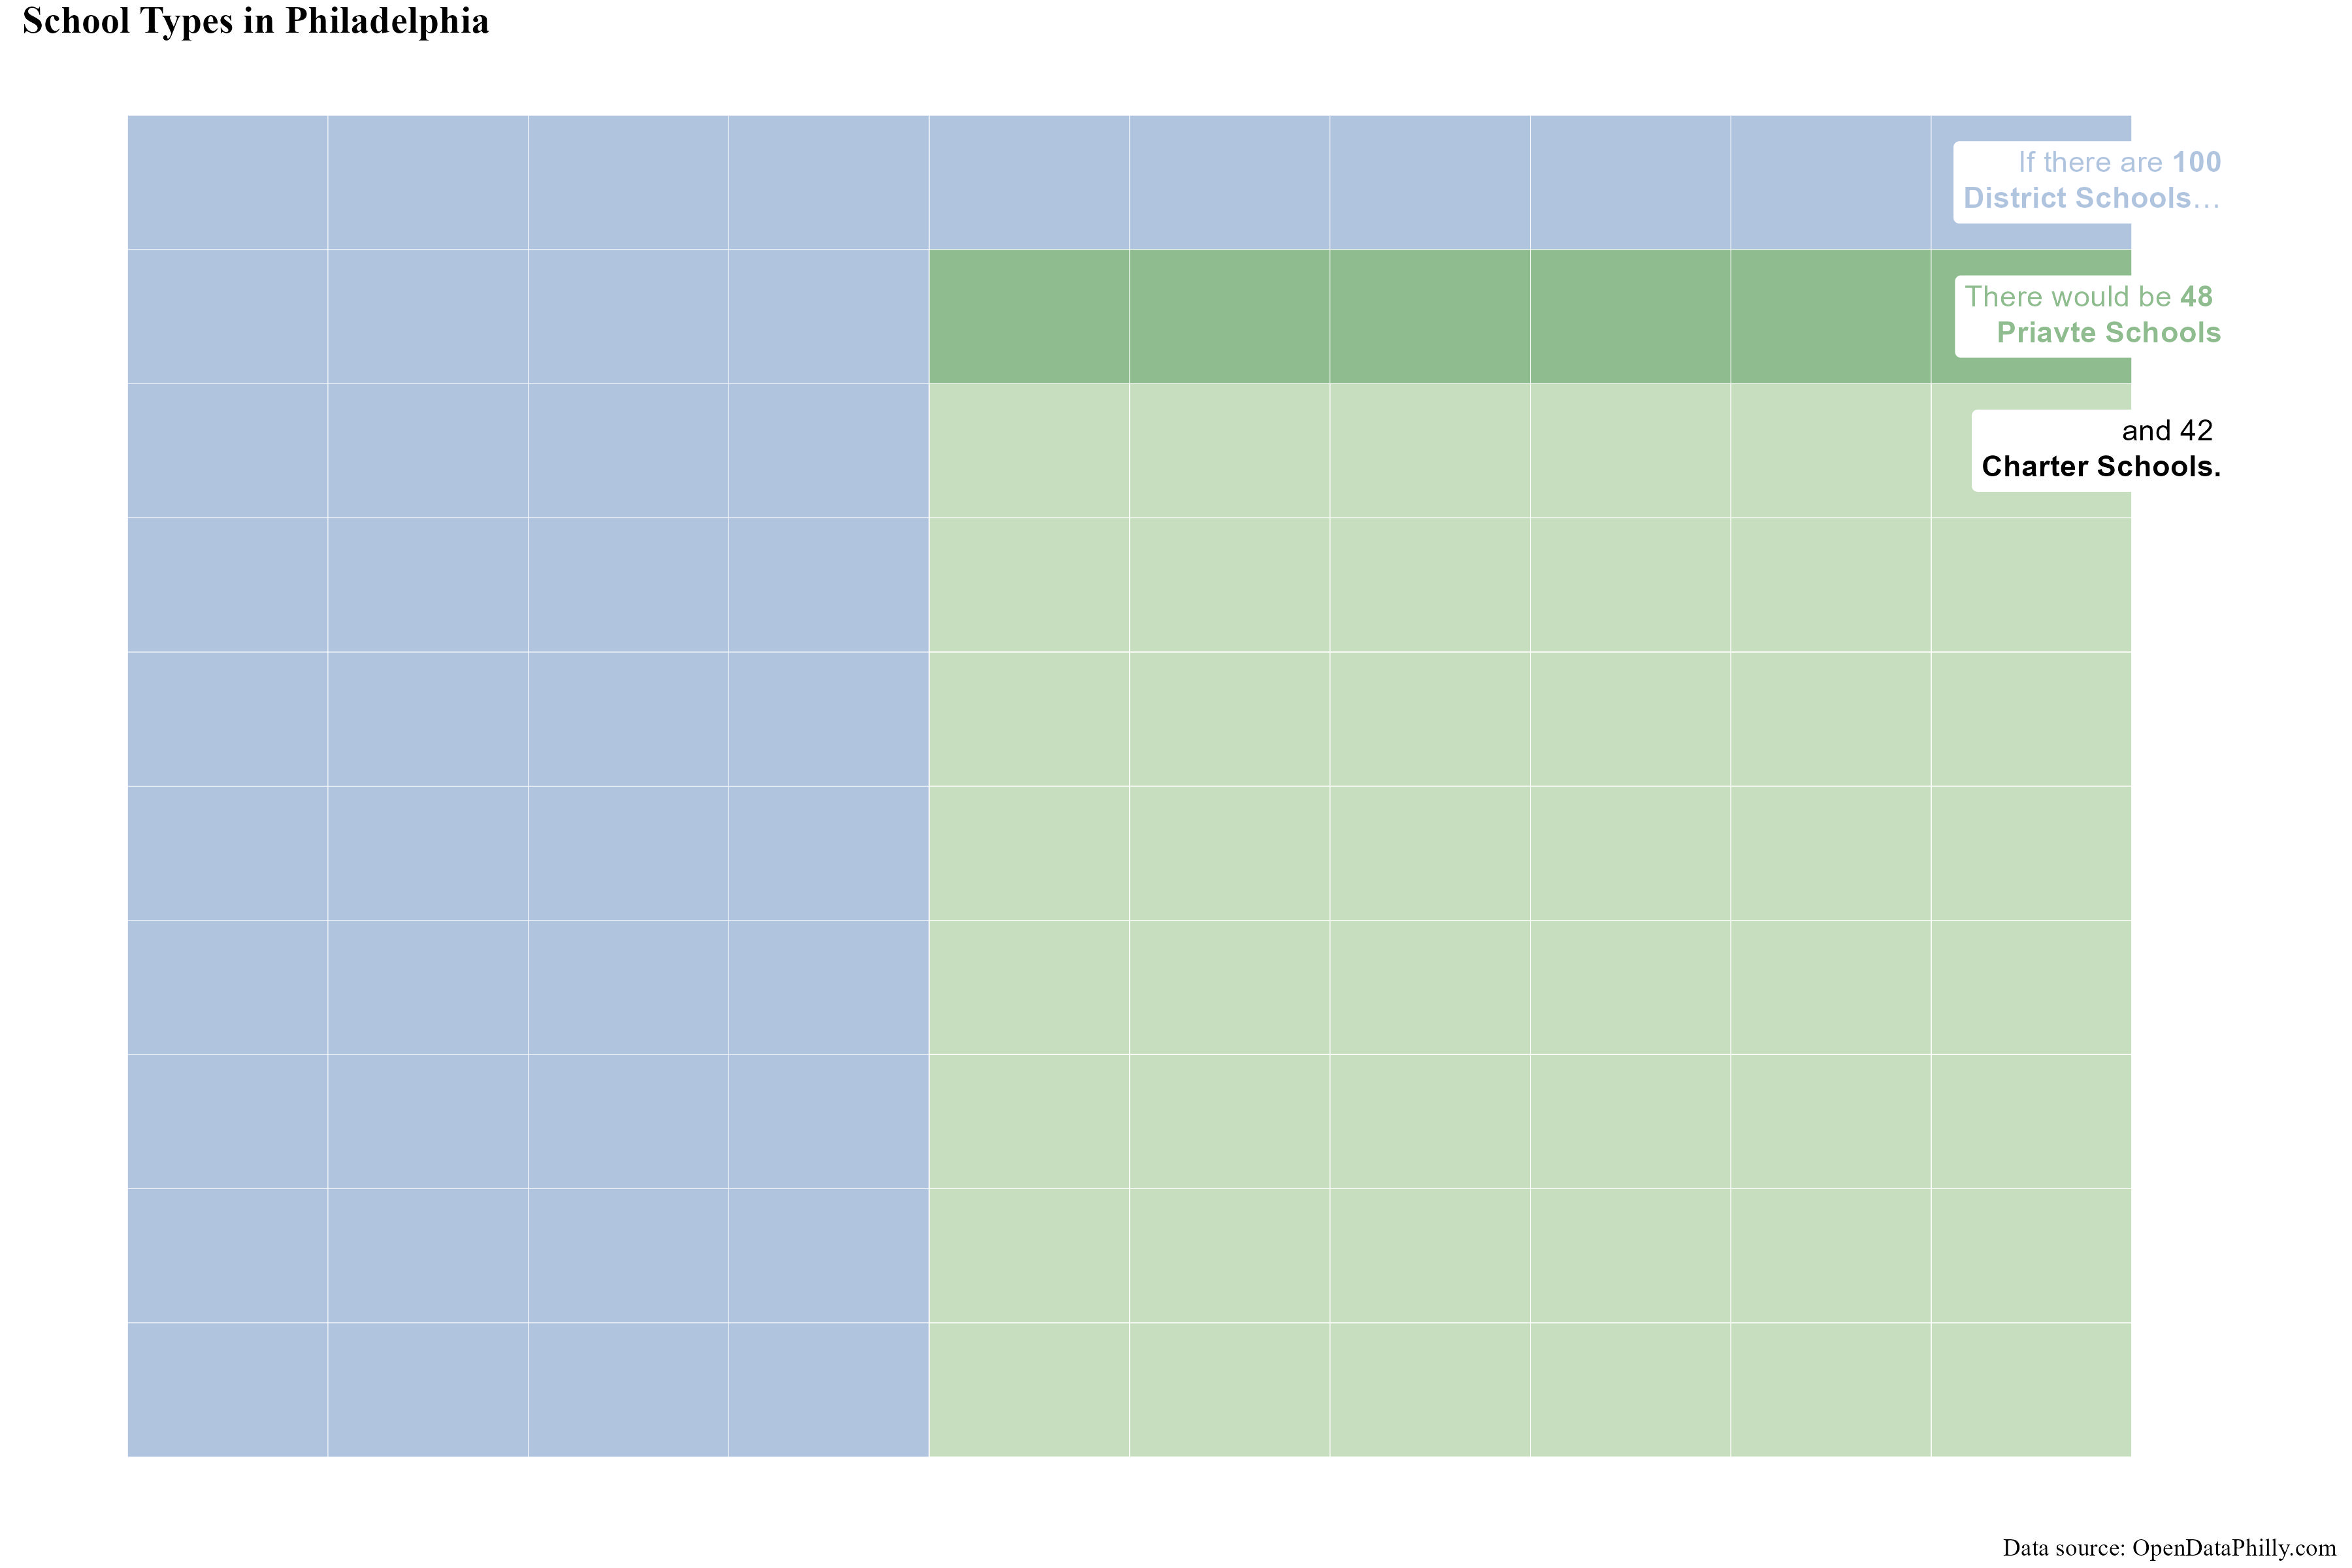 School Types in Philadelphia
If there are 100
District Schools...
There would be 48
Priavte Schools
and 42
Charter Schools.
Data source: OpenDataPhilly.com